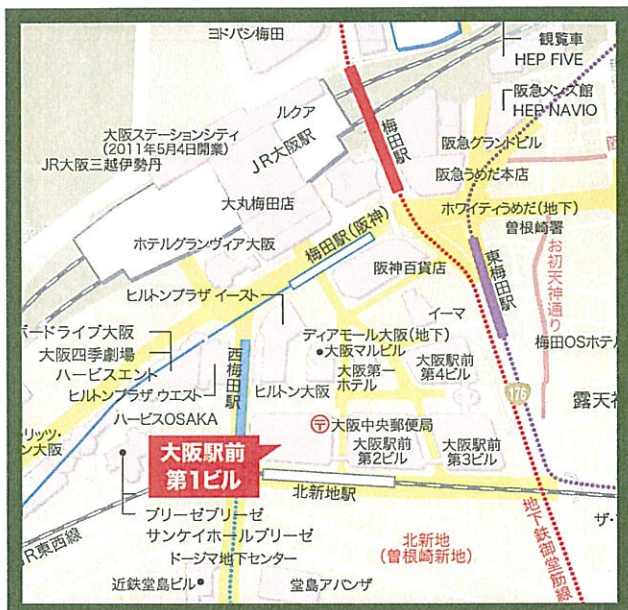 ヨドバシ梅田
観覧車
HEP FIVE
阪急メンズ館
HEP NAVIO
ルクア
大阪ステーションシティ
(2011年5月4日開業)
JR大阪三越伊勢丹
JR大阪駅
梅田駅
阪急グランドビル
阪急うめだ本店
大丸梅田店
ホワイティうめだ(地下)
曽根崎署
ホテルグランヴィア大阪
梅田駅(阪神)
阪神百貨店
東梅田駅
お初天神通り
ヒルトンプラザ イースト
イーマ
ボードライブ大阪
ディアモール大阪(地下)
大阪マルビル
梅田OSホテル
大阪四季劇場
西梅田駅
大阪第一
ホテル
大阪駅前
第4ビル
ハービスエント
ヒルトンプラザ ウエスト
ヒルトン大阪
176
露天神
ハービスOSAKA
大阪中央郵便局
リッツ・
ン大阪
大阪駅前
第1ビル
大阪駅前
第2ビル
大阪駅前
第3ビル
北新地駅
ブリーゼブリーゼ
サンケイホールブリーゼ
JR東西線
ドージマ地下センター
北新地
(曽根崎新地)
地下鉄御堂筋線
ザ・
近鉄堂島ビル
堂島アバンザ